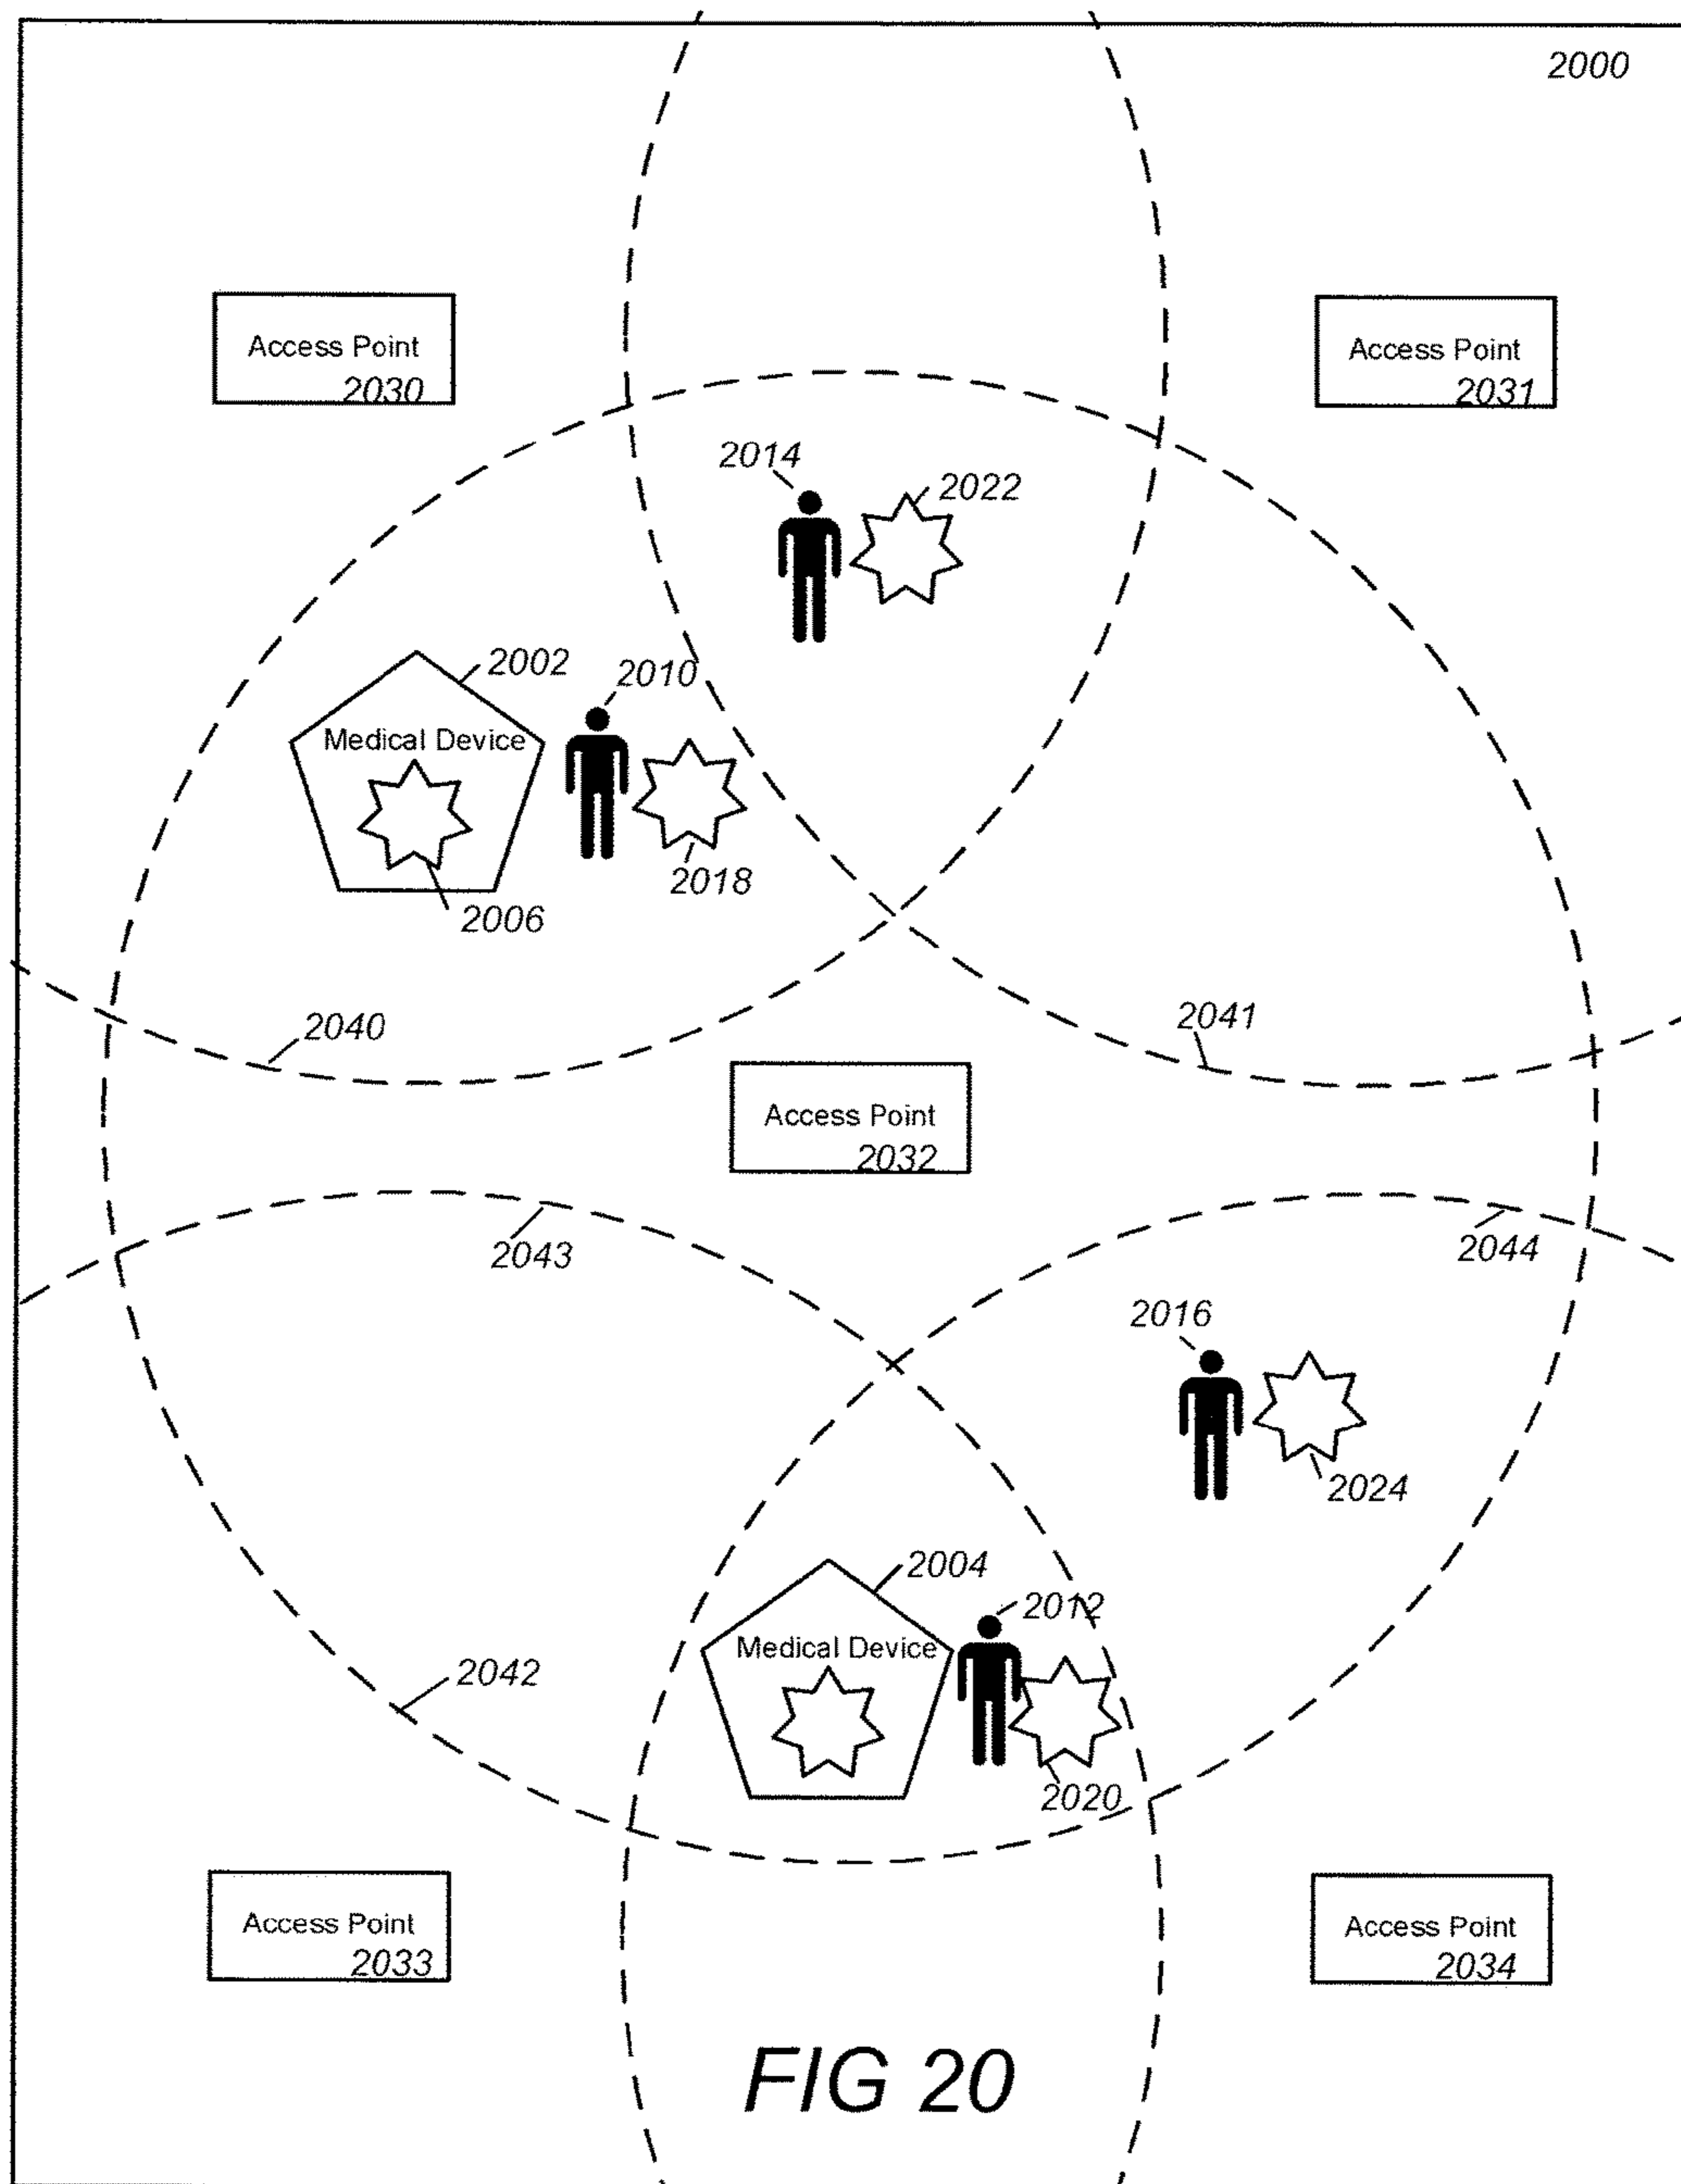 2000
Access Point
2030
Access Point
2031
2014
2022
2002
2010
Medical Device
2018
2006
2040
2041
Access Point
2032
2043
2044
2016
2024
2004
2012
Medical Device
2042
2020
Access Point
2033
Access Point
2034
FIG 20